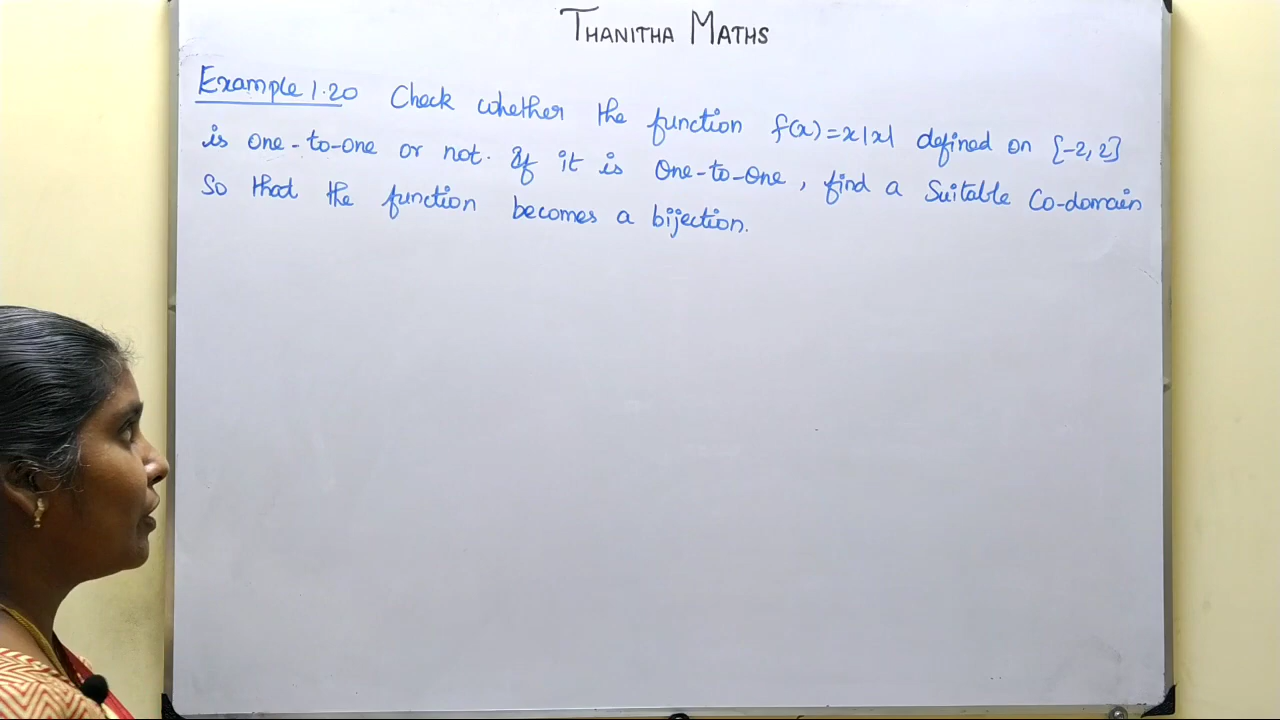 THANITHA MATHS
Example 1.20 Check whether the function f(x)=x|x| defined on [-2,2]
is one-to-one or not. If it is one-to-one, find a suitable co-domain
so that the function becomes a bijection.